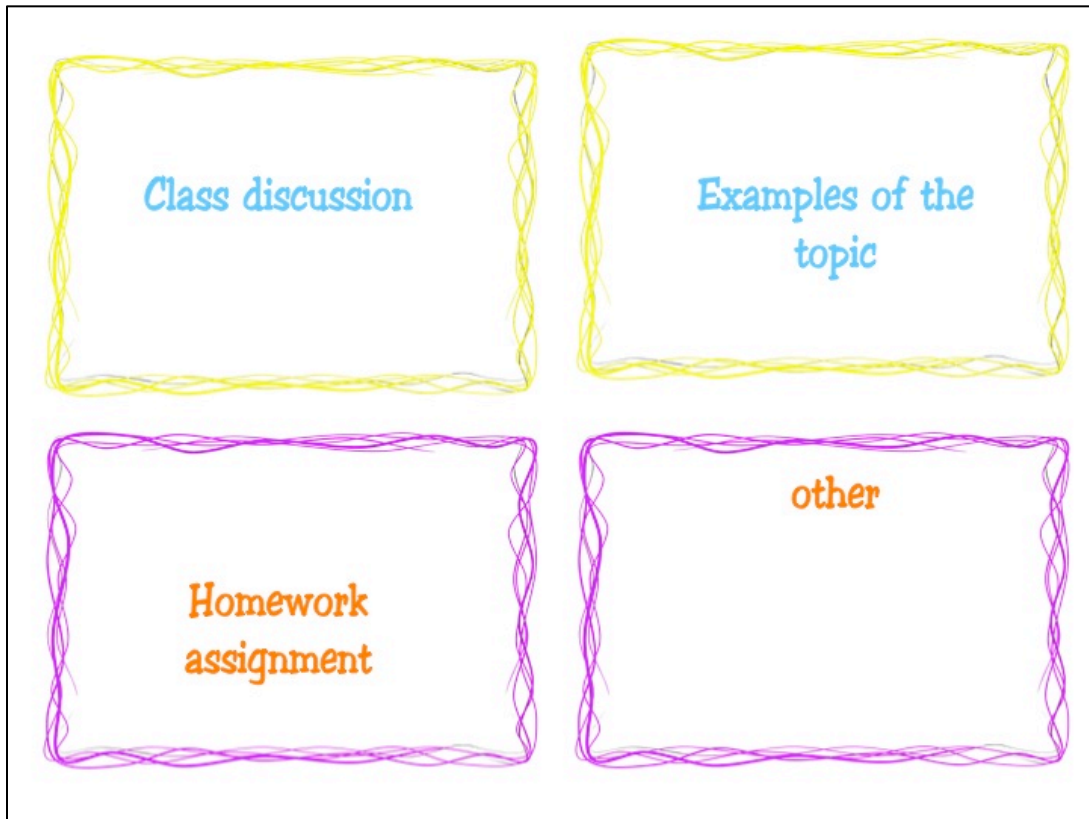 Class discussion
Examples of the
topic
Homework
assignment
other